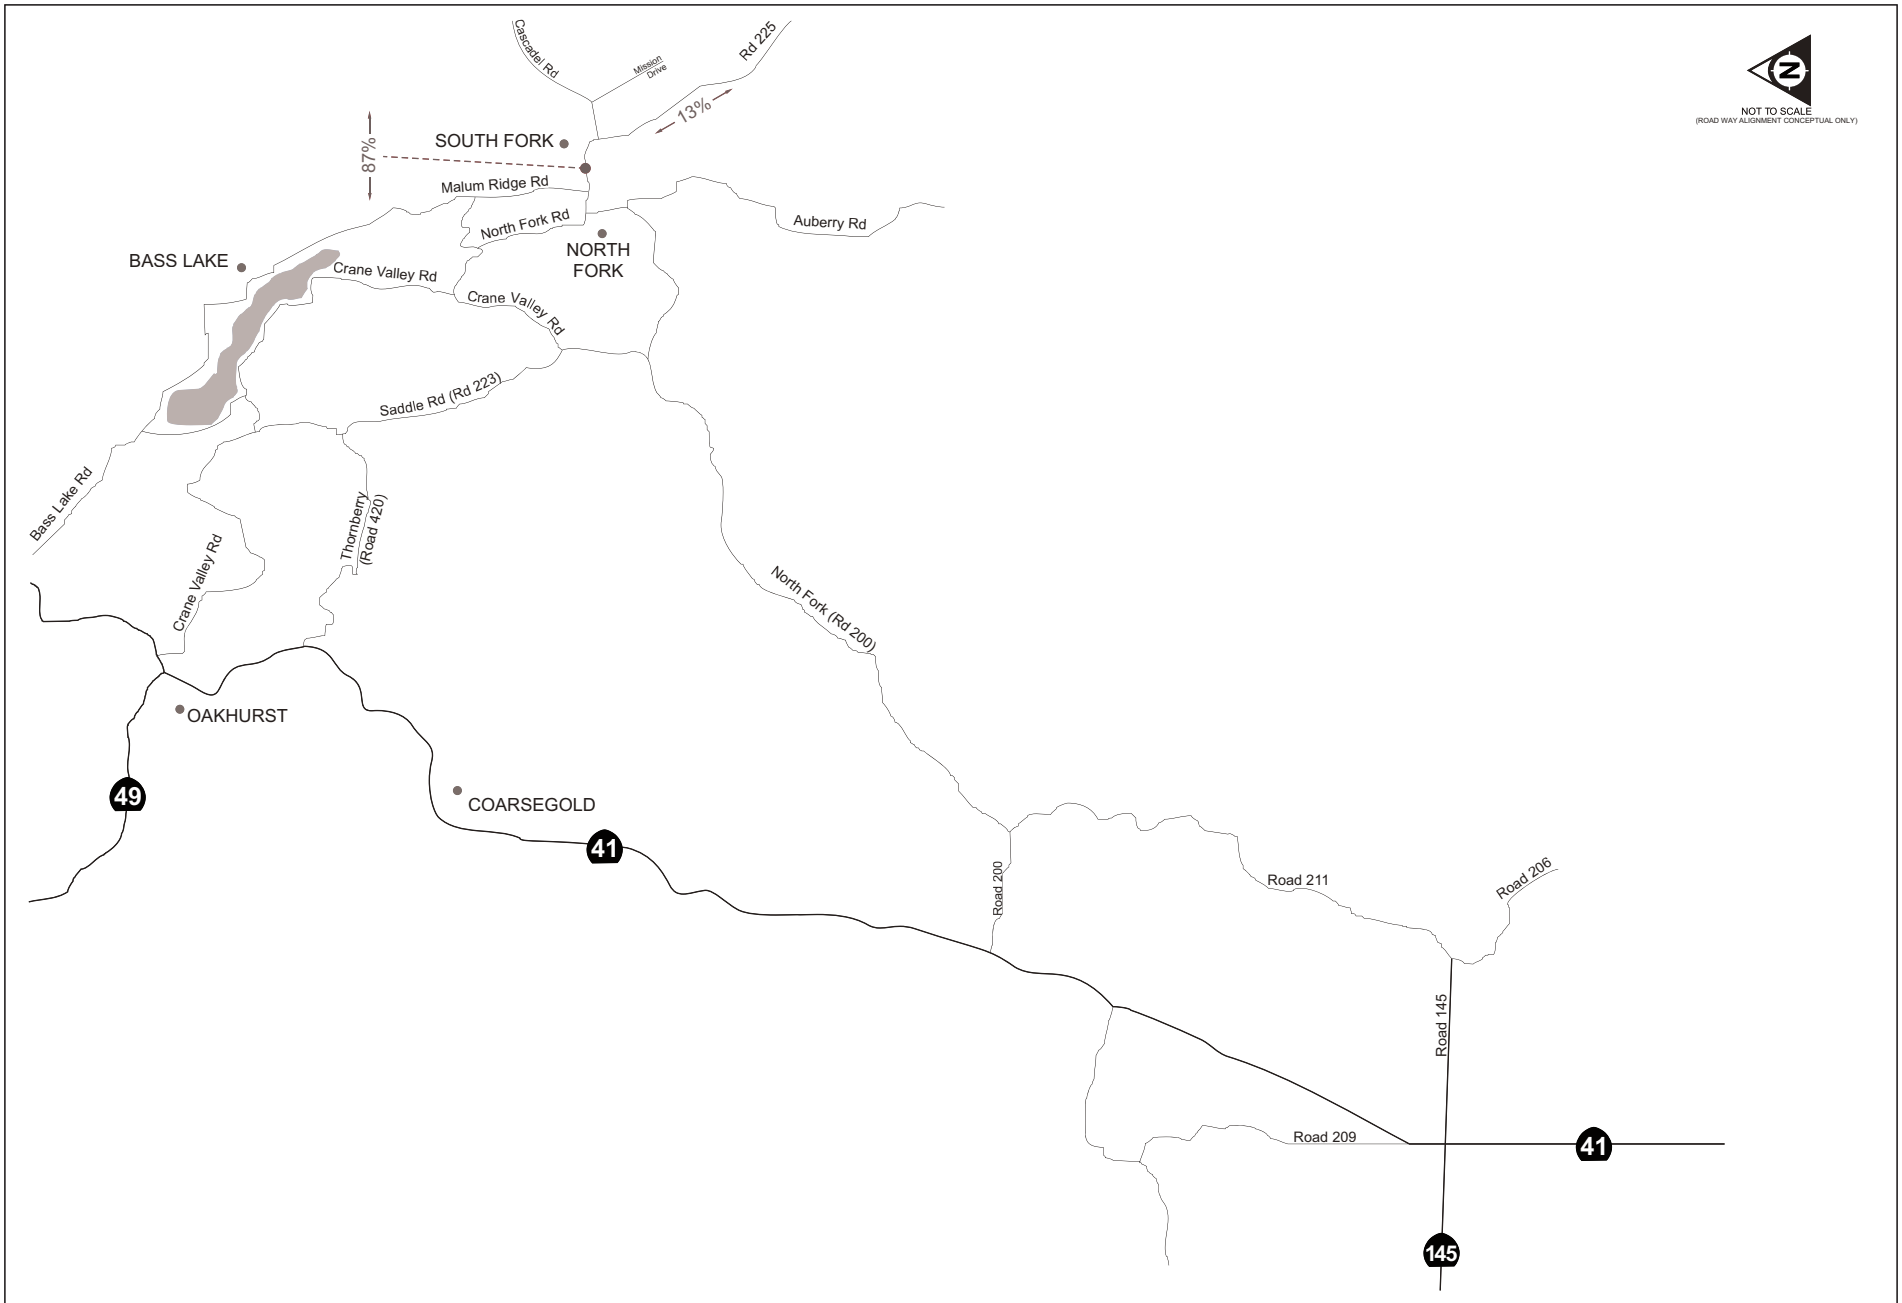 Cascadel Rd
Mission
Drive
Rd 225
N
NOT TO SCALE
(ROAD WAY ALIGNMENT CONCEPTUAL ONLY)
13%
87%
SOUTH FORK
Malum Ridge Rd
North Fork Rd
Auberry Rd
NORTH
FORK
BASS LAKE
Crane Valley Rd
Crane Valley Rd
Saddle Rd (Rd 223)
Bass Lake Rd
Thornberry
(Road 420)
Crane Valley Rd
North Fork (Rd 200)
OAKHURST
49
COARSEGOLD
41
Road 200
Road 211
Road 206
Road 145
Road 209
41
145